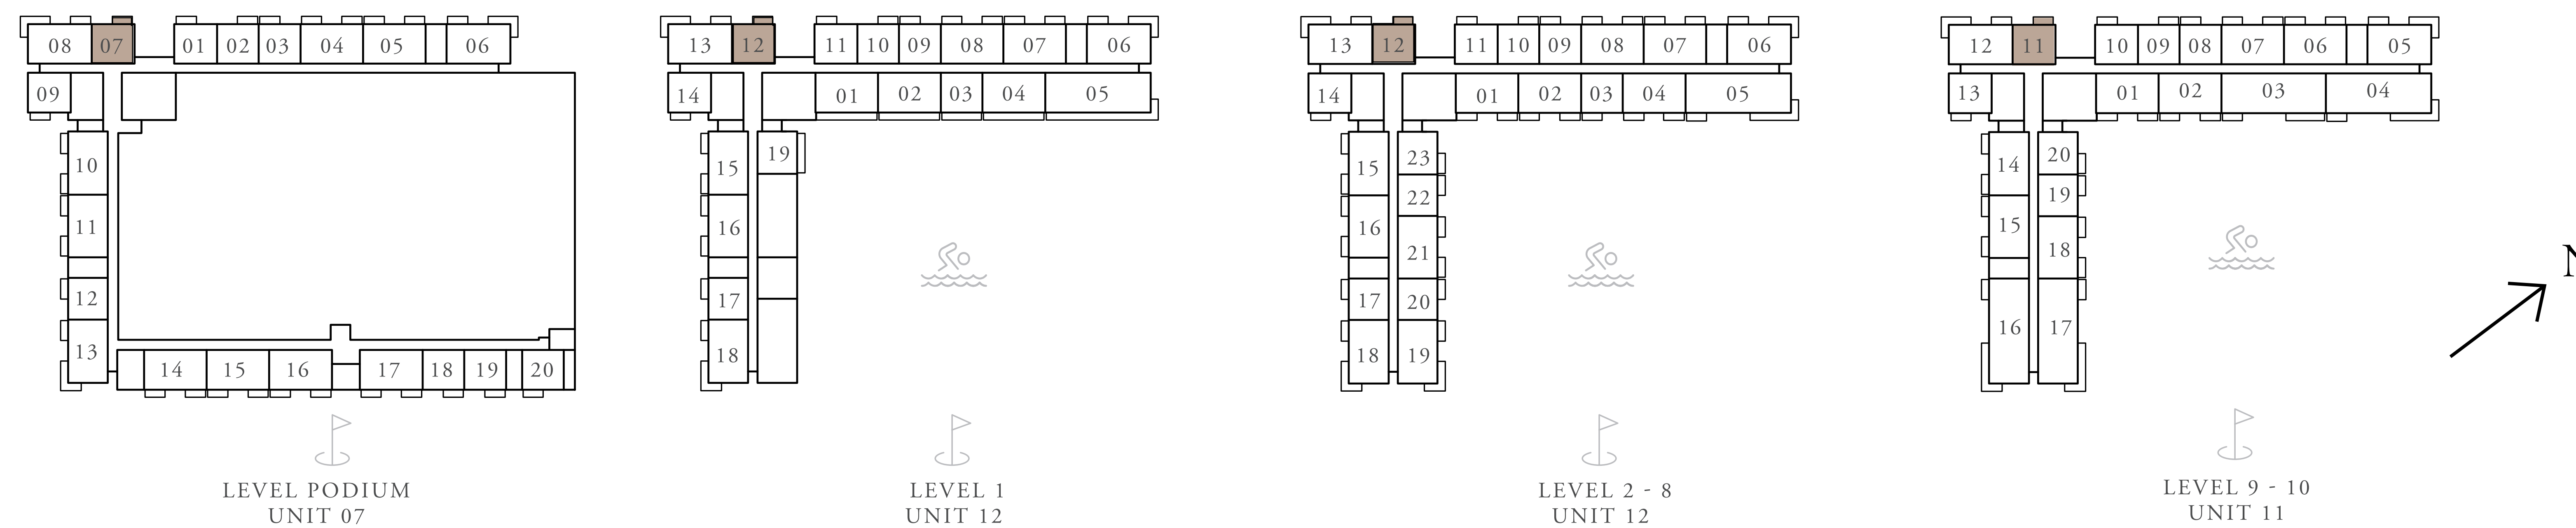 08 07 01 02 03 04 05 06
09
10
11
12
13
14 15 16 17 18 19 20
LEVEL PODIUM
UNIT 07
13 12 11 10 09 08 07 06
14 01 02 03 04 05
15 19
16
17
18
LEVEL 1
UNIT 12
13 12 11 10 09 08 07 06
14 01 02 03 04 05
15 23
22
16 21
17 20
18 19
LEVEL 2 - 8
UNIT 12
12 11 10 09 08 07 06 05
13 01 02 03 04
14 20
19
15 18
16 17
LEVEL 9 - 10
UNIT 11